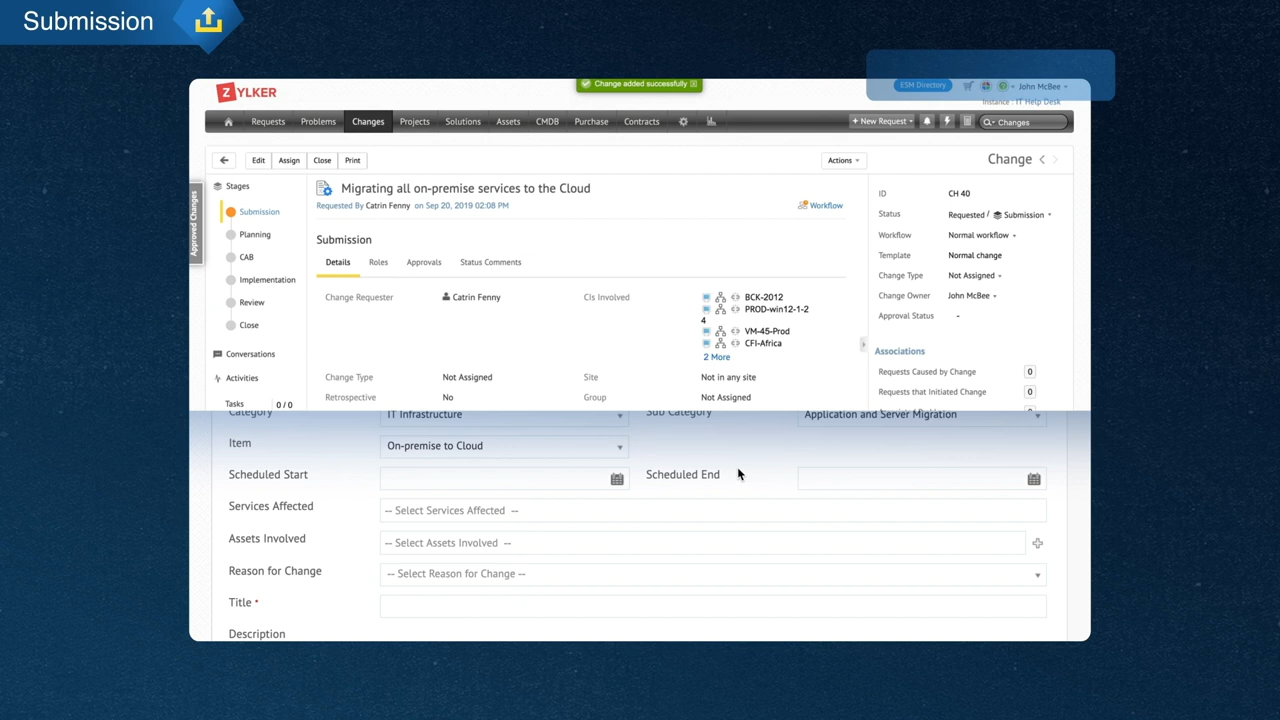 Submission
ZYLKER
Change added successfully
ESM Directory
John McBee
Instance : IT Help Desk
Requests
Problems
Changes
Projects
Solutions
Assets
CMDB
Purchase
Contracts
+ New Request
Changes
Edit
Assign
Close
Print
Actions
Change
Approved Changes
Stages
Submission
Planning
CAB
Implementation
Review
Close
Conversations
Activities
Tasks 0 / 0
Migrating all on-premise services to the Cloud
Requested By Catrin Fenny on Sep 20, 2019 02:08 PM
Workflow
Submission
Details
Roles
Approvals
Status Comments
Change Requester Catrin Fenny
CIs Involved
BCK-2012
PROD-win12-1-2
4
VM-45-Prod
CFI-Africa
2 More
Change Type Not Assigned
Site Not in any site
Retrospective No
Group Not Assigned
ID CH 40
Status Requested / Submission
Workflow Normal workflow
Template Normal change
Change Type Not Assigned
Change Owner John McBee
Approval Status -
Associations
Requests Caused by Change 0
Requests that Initiated Change 0
Category IT Infrastructure
Sub Category Application and Server Migration
Item On-premise to Cloud
Scheduled Start
Scheduled End
Services Affected -- Select Services Affected --
Assets Involved -- Select Assets Involved --
Reason for Change -- Select Reason for Change --
Title *
Description